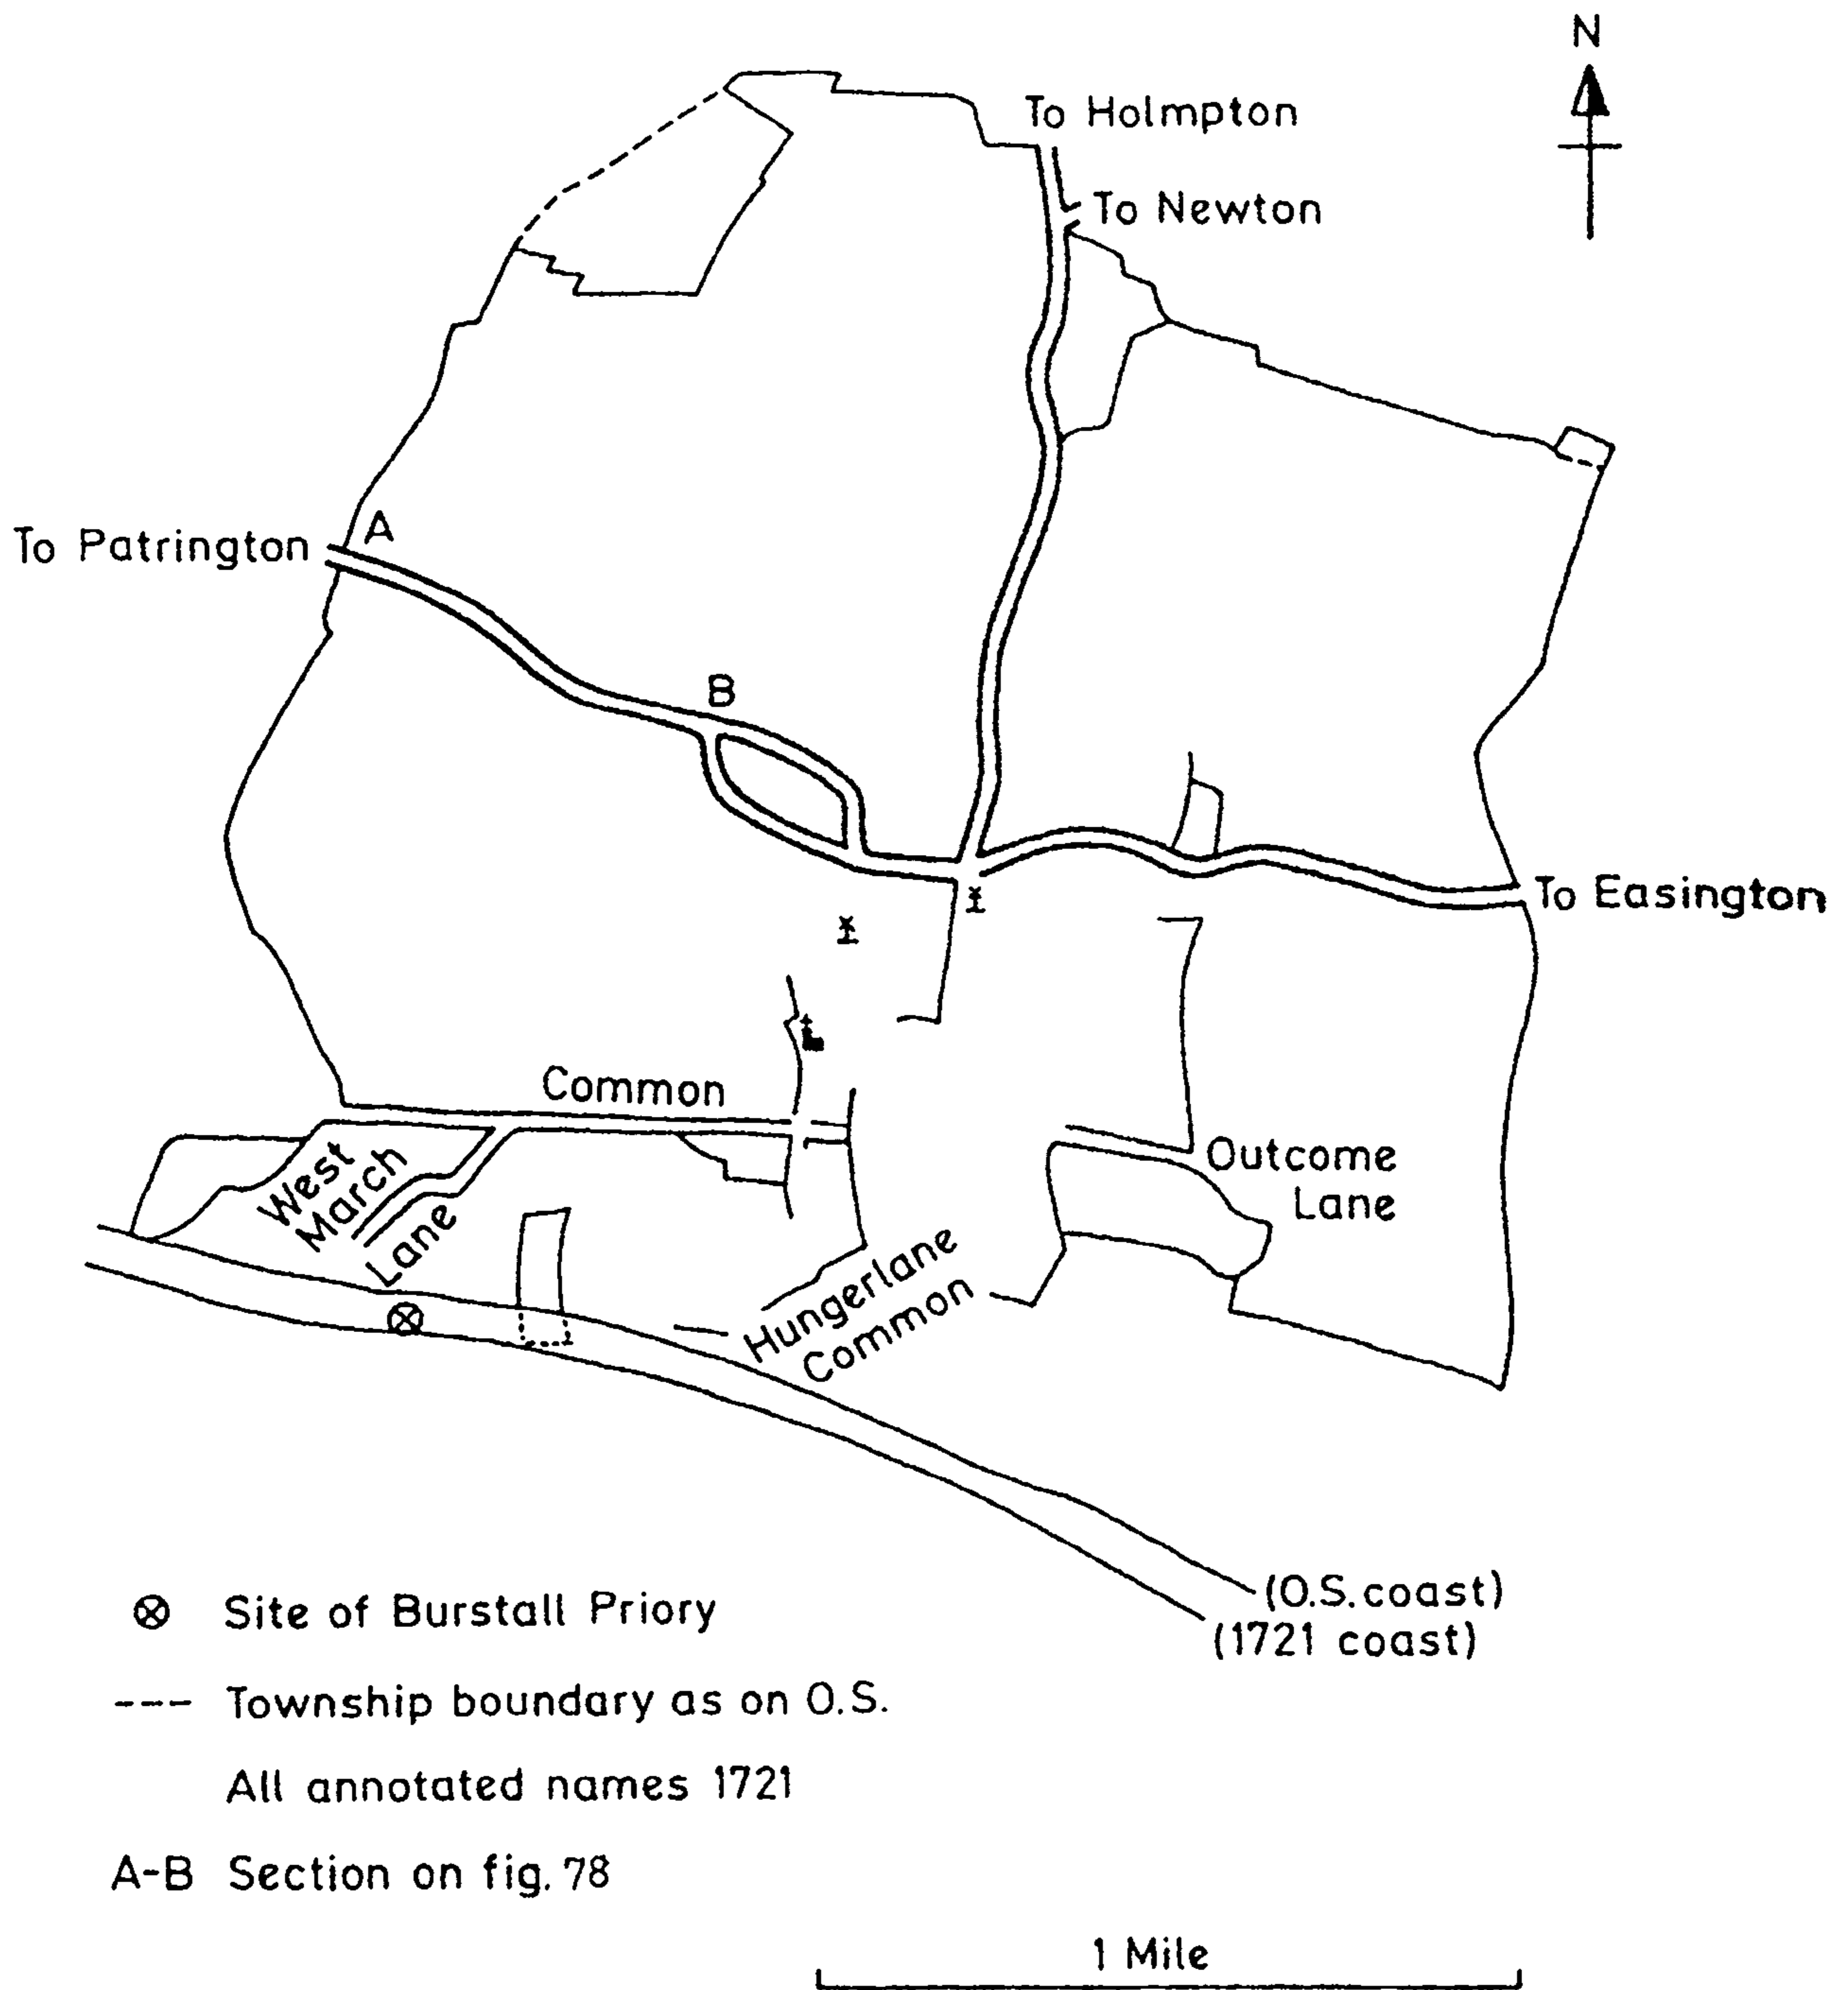 N
To Holmpton
To Newton
To Patrington
A
B
To Easington
Common
West
March
Lane
Outcome
Lane
Hungerlane
Common
(O.S. coast)
(1721 coast)
Site of Burstall Priory
Township boundary as on O.S.
All annotated names 1721
A-B Section on fig. 78
1 Mile